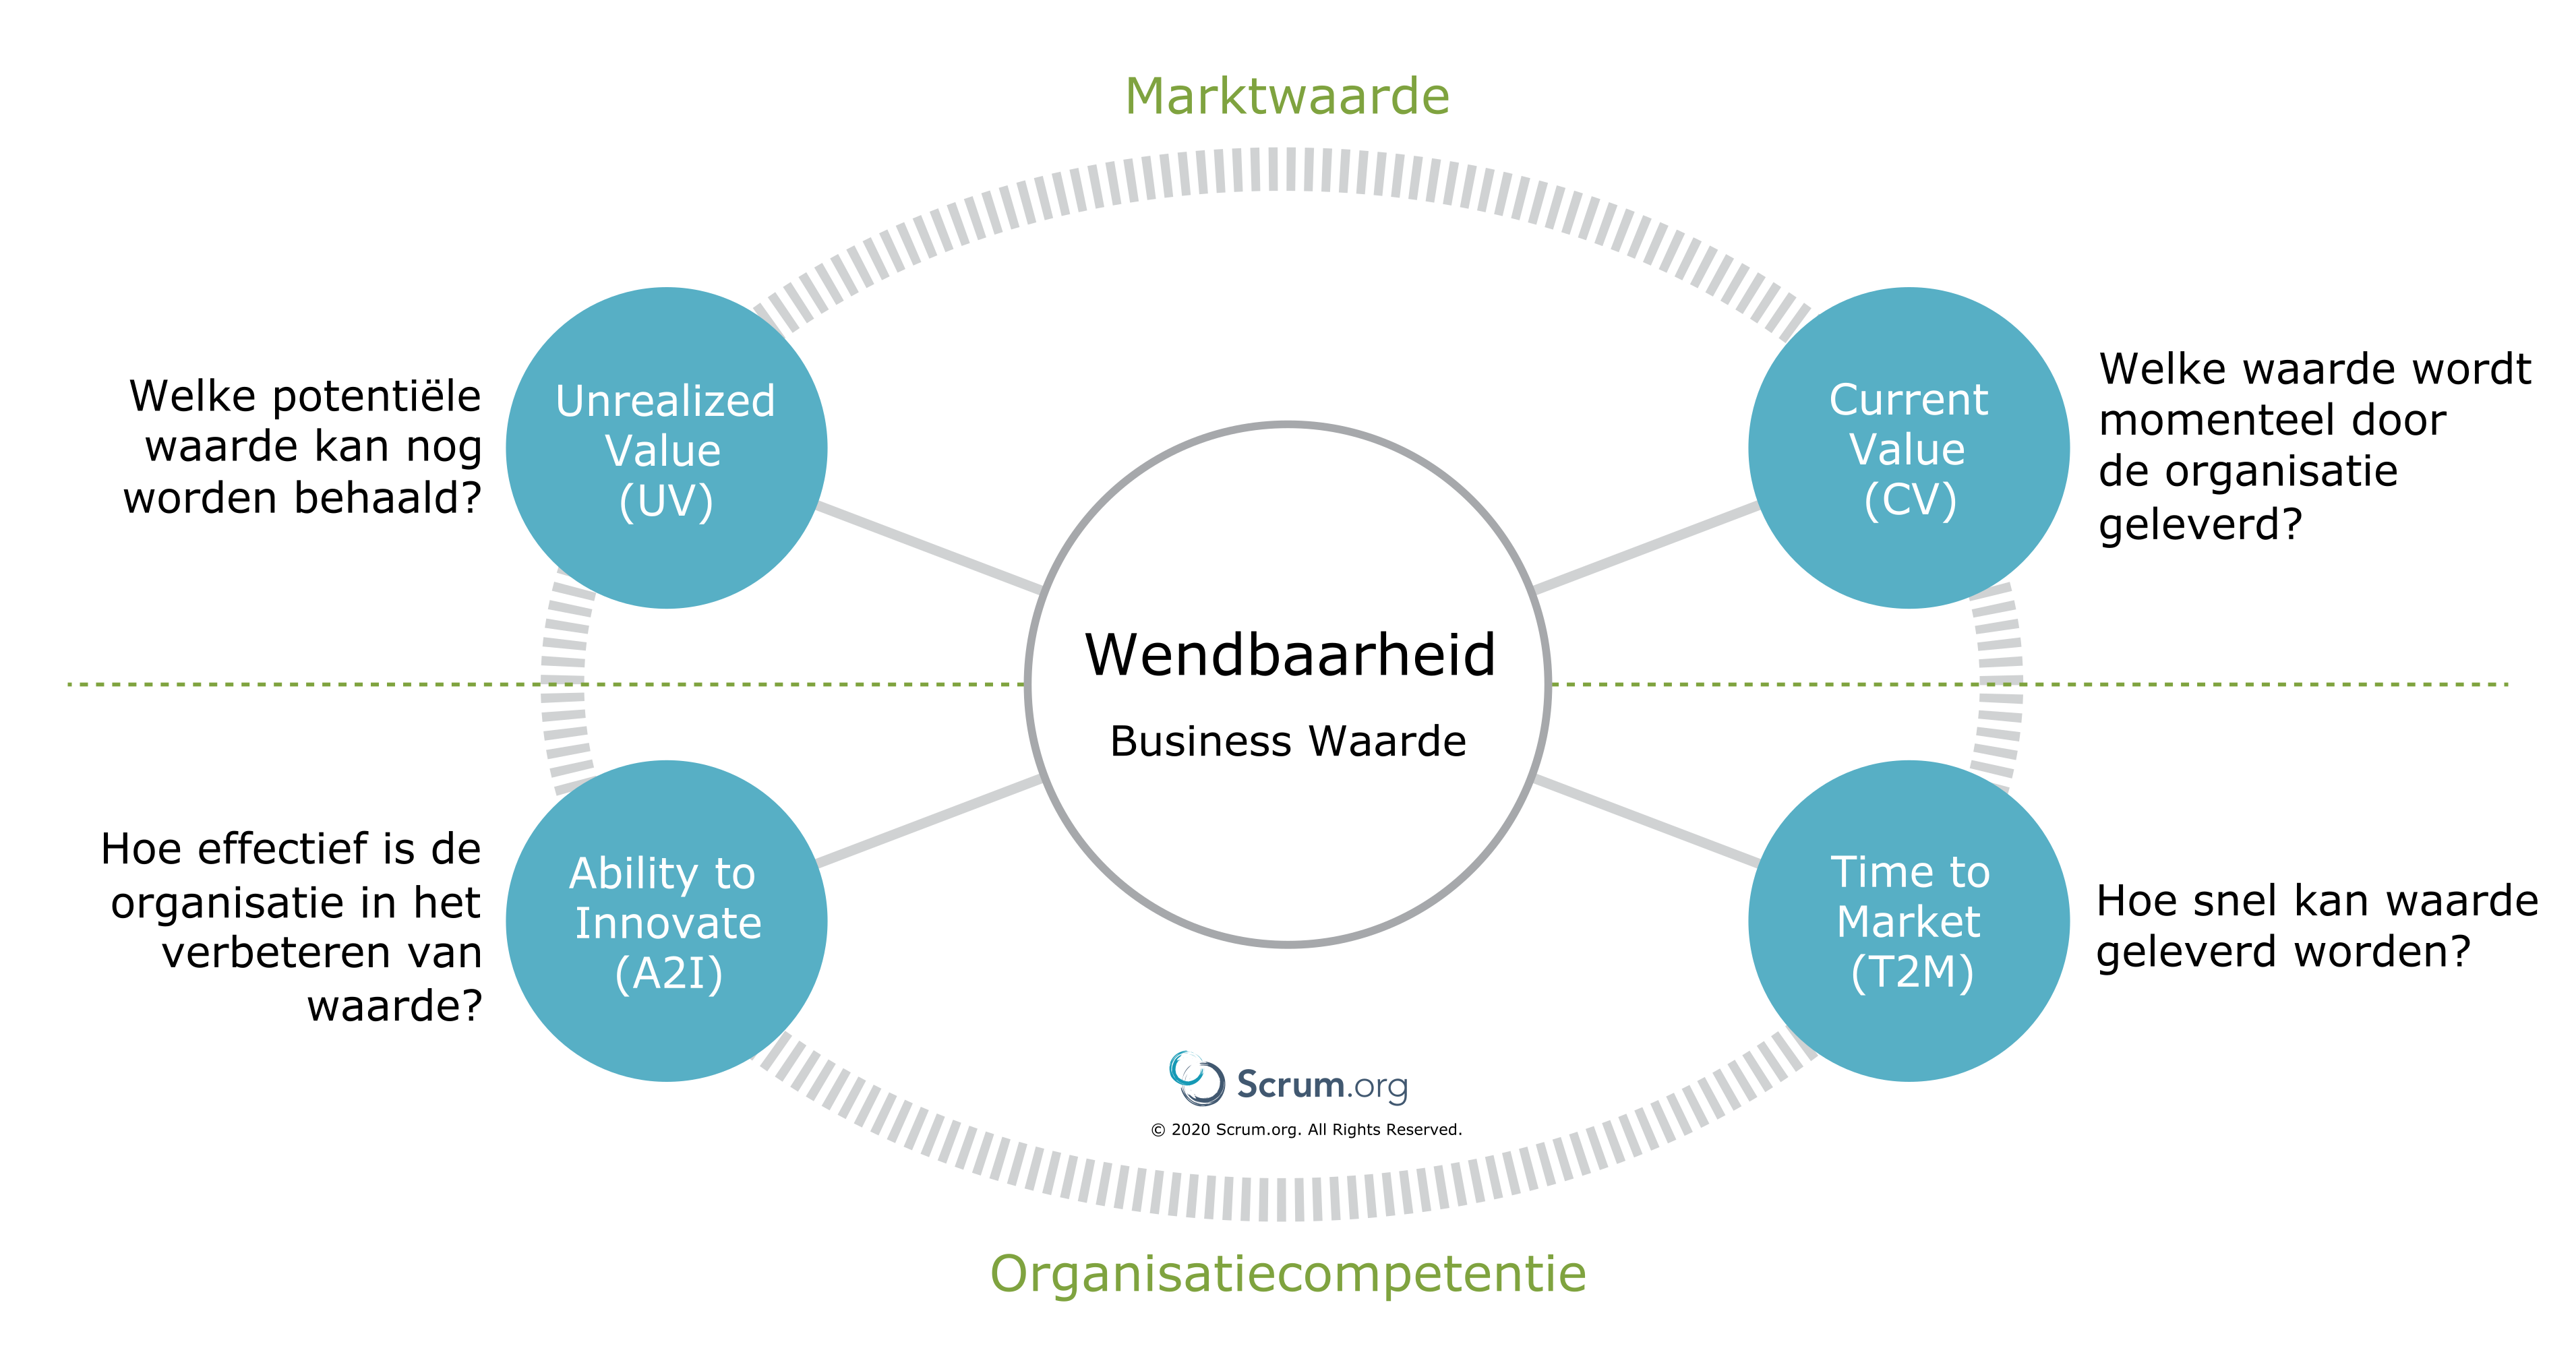 Marktwaarde
Welke potentiële
waarde kan nog
worden behaald?
Unrealized
Value
(UV)
Current
Value
(CV)
Welke waarde wordt
momenteel door
de organisatie
geleverd?
Wendbaarheid
Business Waarde
Hoe effectief is de
organisatie in het
verbeteren van
waarde?
Ability to
Innovate
(A2I)
Time to
Market
(T2M)
Hoe snel kan waarde
geleverd worden?
Scrum.org
© 2020 Scrum.org. All Rights Reserved.
Organisatiecompetentie